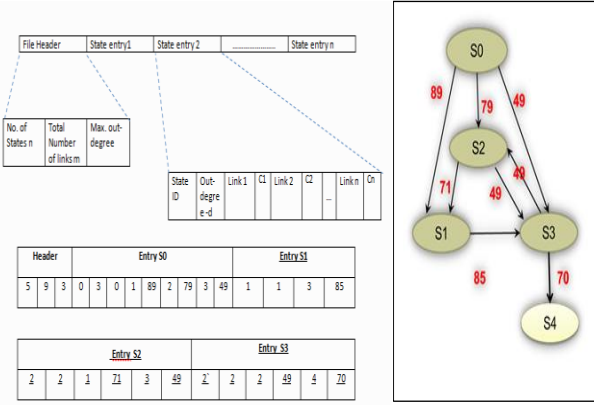 File Header State entry1 State entry 2 ..................... State entry n
No. of States n Total Number of links m Max. out-degree
State ID Out-degre e -d Link 1 C1 Link 2 C2 ... Link n Cn
Header Entry S0 Entry S1
5 9 3 0 3 0 1 89 2 79 3 49 1 1 3 85
Entry S2 Entry S3
2 2 1 71 3 49 2` 2 2 49 4 70
S0
89
79
49
S2
71
49
49
S1
S3
85
70
S4